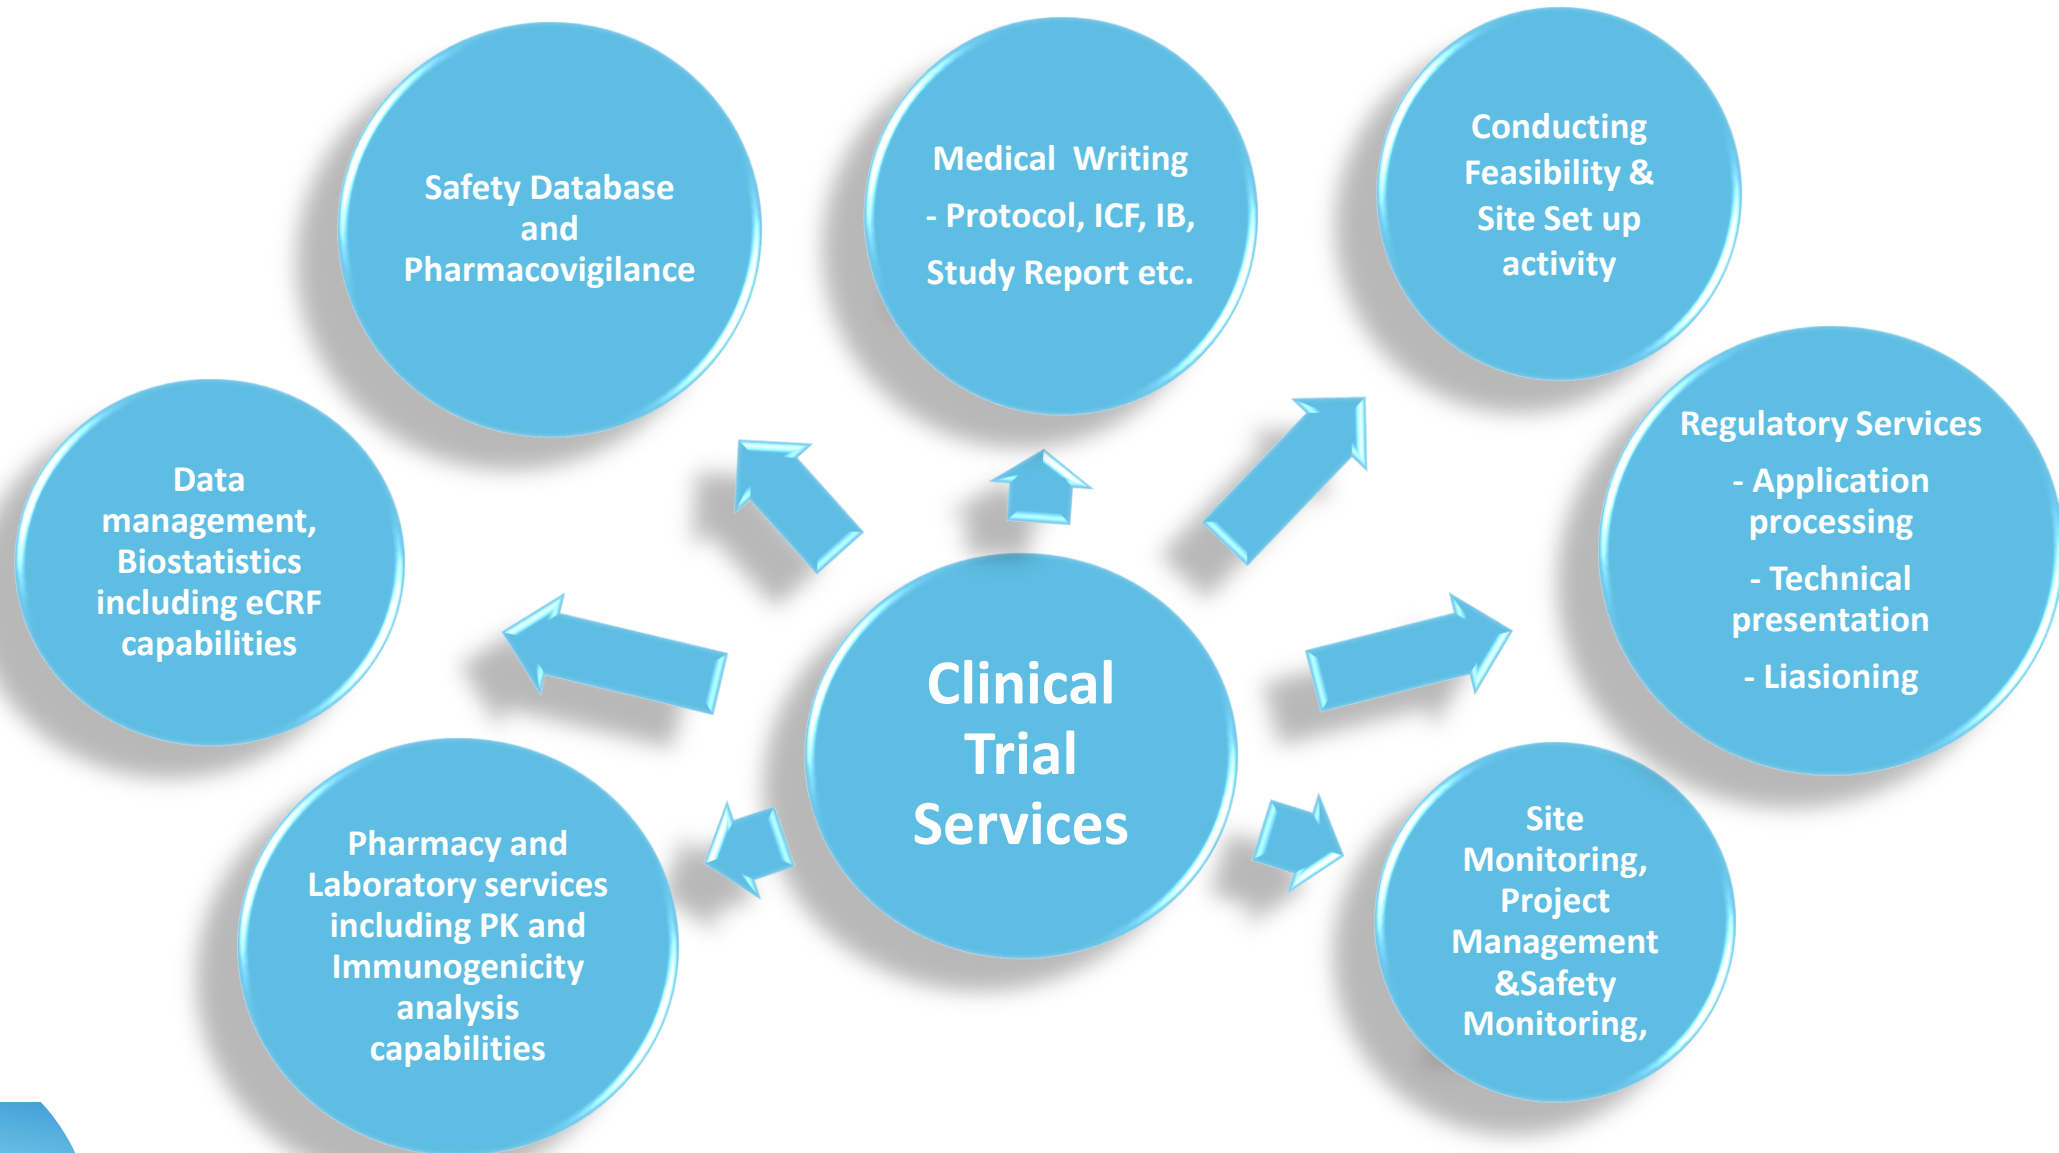 Safety Database
and
Pharmacovigilance
Medical  Writing
- Protocol, ICF, IB,
Study Report etc.
Conducting
Feasibility &
Site Set up
activity
Regulatory Services
- Application
processing
- Technical
presentation
- Liasioning
Data
management,
Biostatistics
including eCRF
capabilities
Clinical
Trial
Services
Pharmacy and
Laboratory services
including PK and
Immunogenicity
analysis
capabilities
Site
Monitoring,
Project
Management
&Safety
Monitoring,